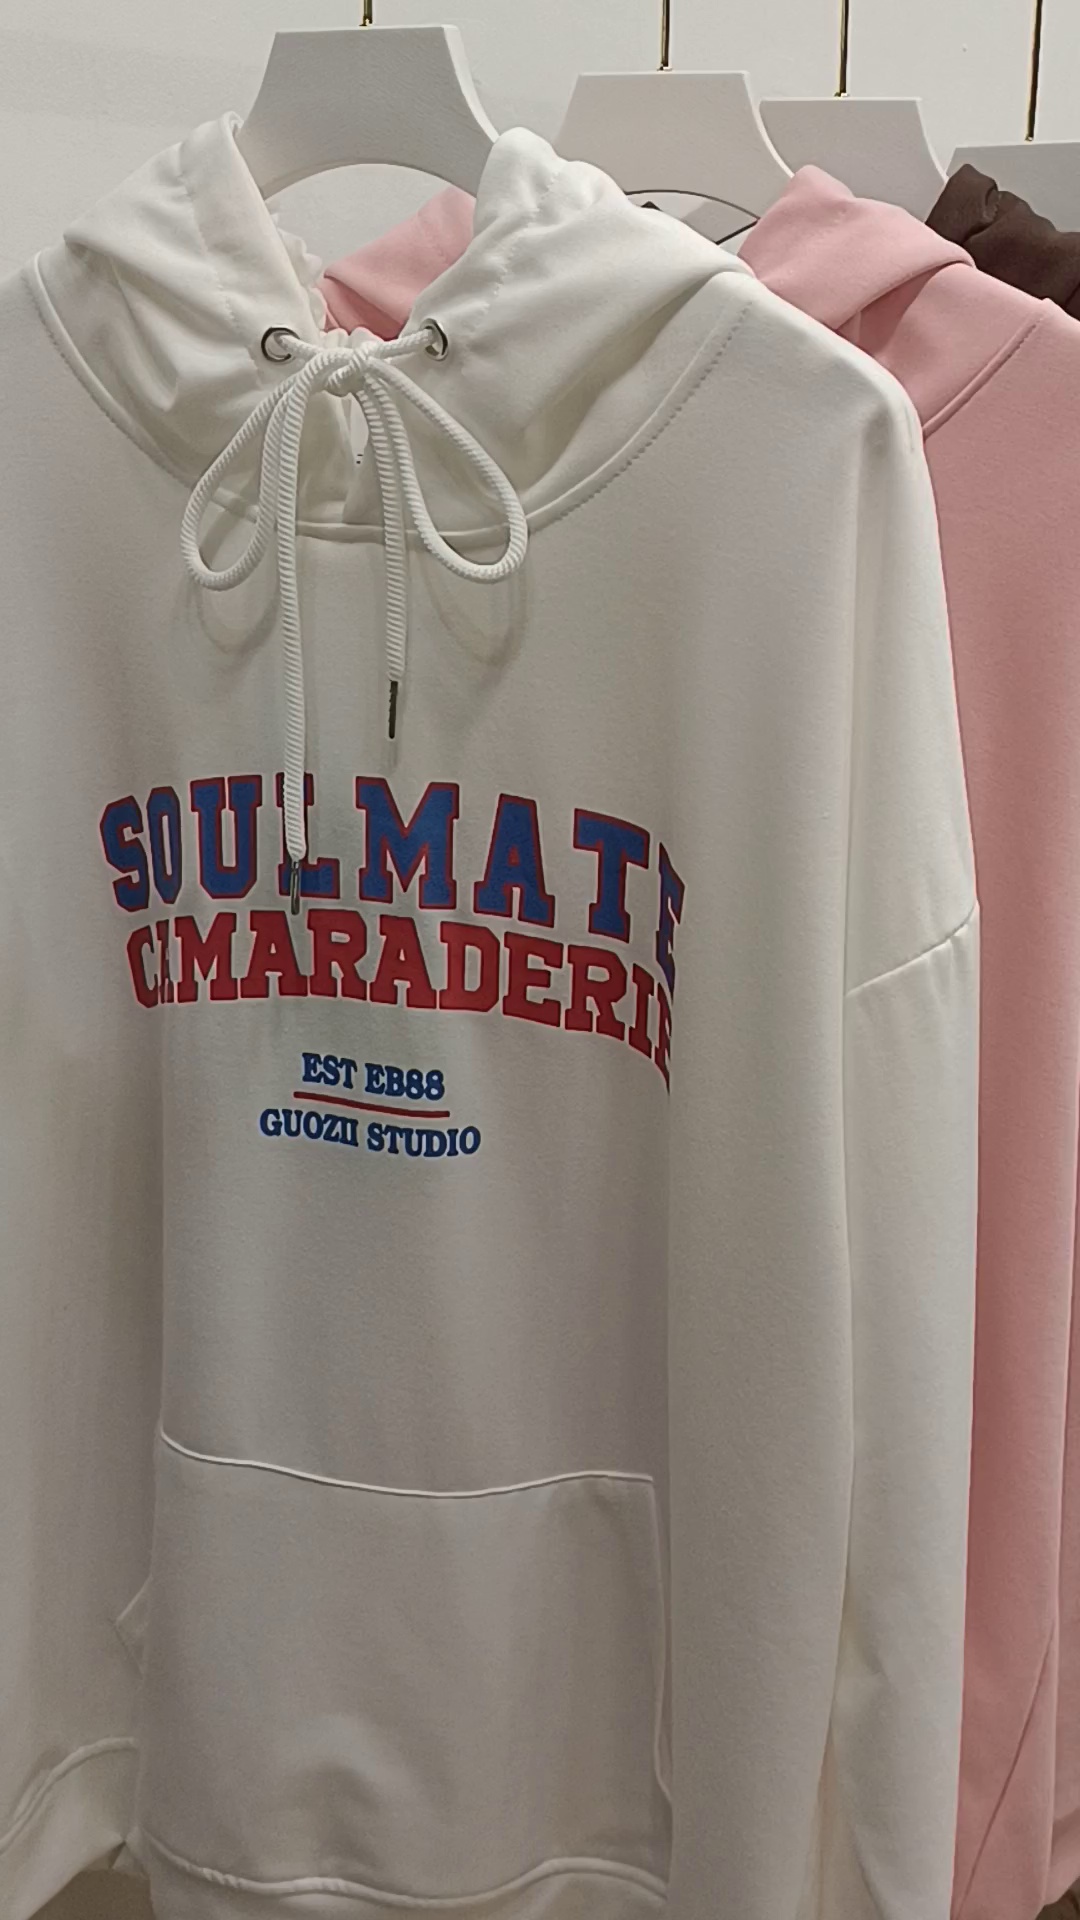 SOULMATE
CAMARADERIE
EST EB88
GUOZII STUDIO